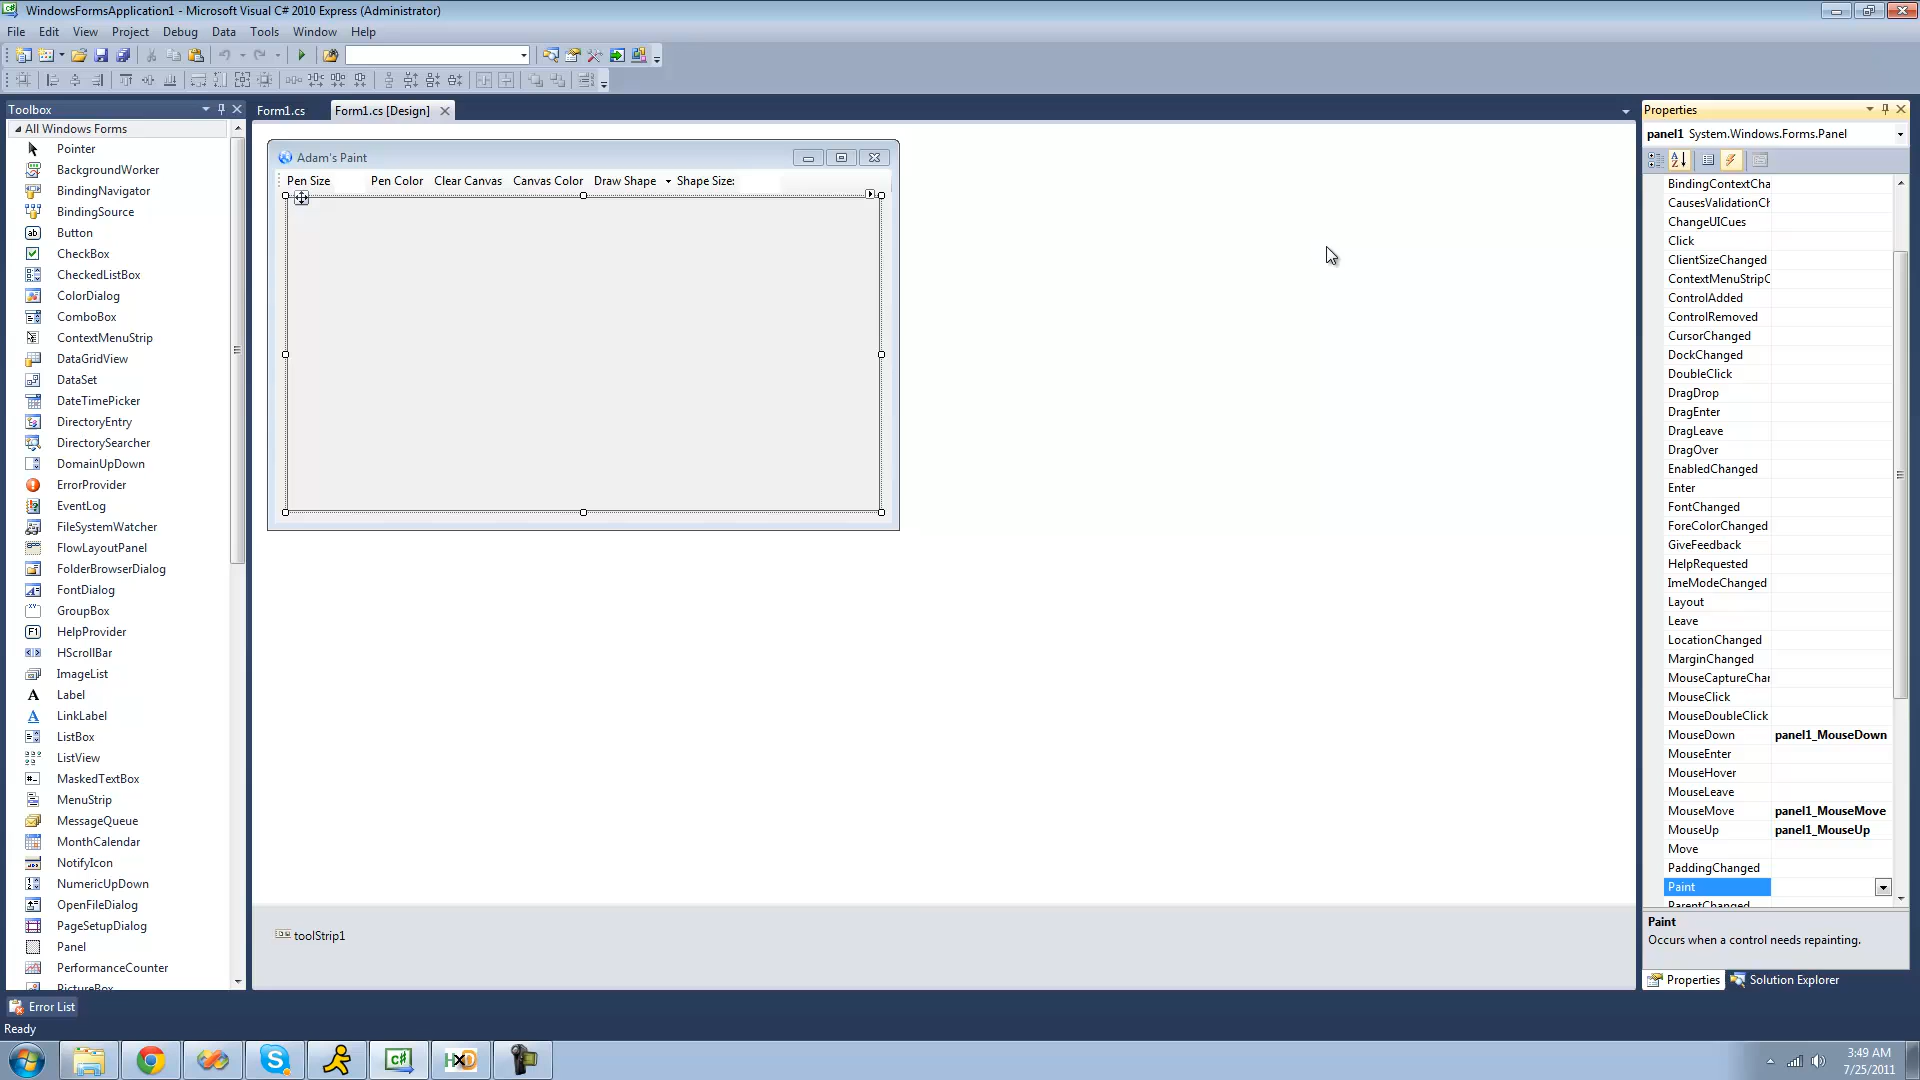 WindowsFormsApplication1 - Microsoft Visual C# 2010 Express (Administrator)
File Edit View Project Debug Data Tools Window Help
Toolbox
All Windows Forms
Pointer
BackgroundWorker
BindingNavigator
BindingSource
Button
CheckBox
CheckedListBox
ColorDialog
ComboBox
ContextMenuStrip
DataGridView
DataSet
DateTimePicker
DirectoryEntry
DirectorySearcher
DomainUpDown
ErrorProvider
EventLog
FileSystemWatcher
FlowLayoutPanel
FolderBrowserDialog
FontDialog
GroupBox
HelpProvider
HScrollBar
ImageList
Label
LinkLabel
ListBox
ListView
MaskedTextBox
MenuStrip
MessageQueue
MonthCalendar
NotifyIcon
NumericUpDown
OpenFileDialog
PageSetupDialog
Panel
PerformanceCounter
PictureBox
Form1.cs Form1.cs [Design]
Adam's Paint
Pen Size Pen Color Clear Canvas Canvas Color Draw Shape Shape Size:
toolStrip1
Properties
panel1 System.Windows.Forms.Panel
BindingContextCha
CausesValidationCh
ChangeUICues
Click
ClientSizeChanged
ContextMenuStripC
ControlAdded
ControlRemoved
CursorChanged
DockChanged
DoubleClick
DragDrop
DragEnter
DragLeave
DragOver
EnabledChanged
Enter
FontChanged
ForeColorChanged
GiveFeedback
HelpRequested
ImeModeChanged
Layout
Leave
LocationChanged
MarginChanged
MouseCaptureChar
MouseClick
MouseDoubleClick
MouseDown panel1_MouseDown
MouseEnter
MouseHover
MouseLeave
MouseMove panel1_MouseMove
MouseUp panel1_MouseUp
Move
PaddingChanged
Paint
ParentChanged
Paint
Occurs when a control needs repainting.
Properties Solution Explorer
Error List
Ready
3:49 AM
7/25/2011